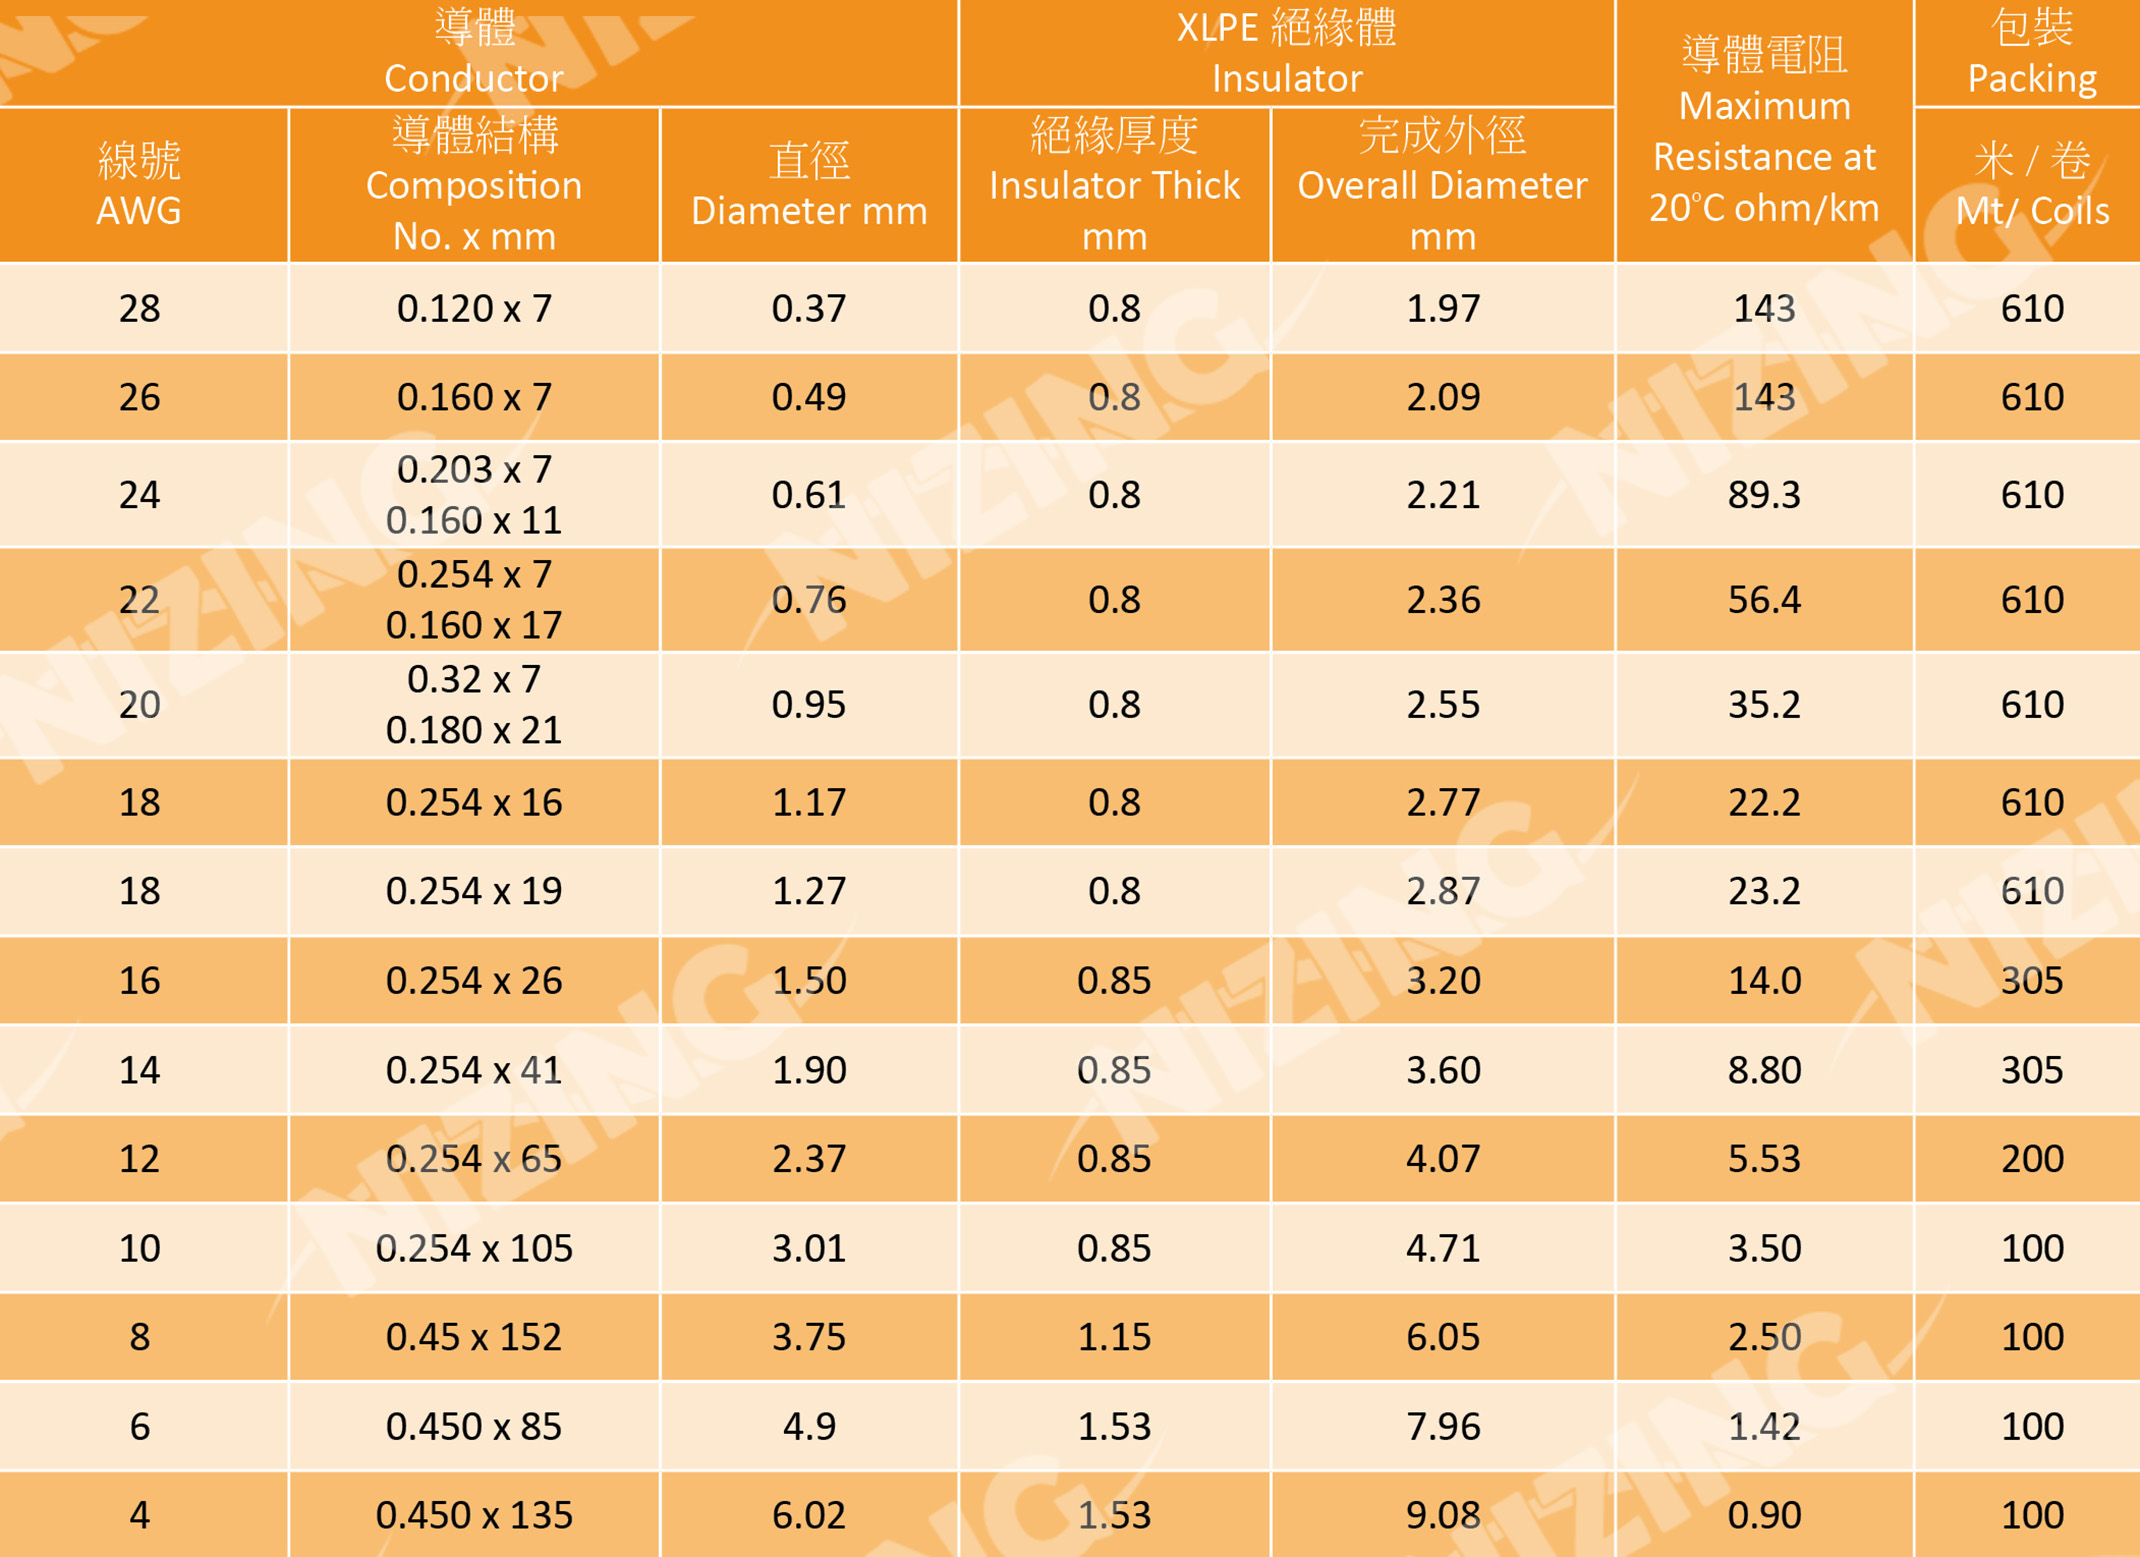 導體
Conductor
XLPE 絕緣體
Insulator
導體電阻
Maximum
Resistance at
20°C ohm/km
包裝
Packing
線號
AWG
導體結構
Composition
No. x mm
直徑
Diameter mm
絕緣厚度
Insulator Thick
mm
完成外徑
Overall Diameter
mm
米 / 卷
Mt/ Coils
28 0.120 x 7 0.37 0.8 1.97 143 610
26 0.160 x 7 0.49 0.8 2.09 143 610
24 0.203 x 7
0.160 x 11 0.61 0.8 2.21 89.3 610
22 0.254 x 7
0.160 x 17 0.76 0.8 2.36 56.4 610
20 0.32 x 7
0.180 x 21 0.95 0.8 2.55 35.2 610
18 0.254 x 16 1.17 0.8 2.77 22.2 610
18 0.254 x 19 1.27 0.8 2.87 23.2 610
16 0.254 x 26 1.50 0.85 3.20 14.0 305
14 0.254 x 41 1.90 0.85 3.60 8.80 305
12 0.254 x 65 2.37 0.85 4.07 5.53 200
10 0.254 x 105 3.01 0.85 4.71 3.50 100
8 0.45 x 152 3.75 1.15 6.05 2.50 100
6 0.450 x 85 4.9 1.53 7.96 1.42 100
4 0.450 x 135 6.02 1.53 9.08 0.90 100
NIZING
NIZING
NIZING
NIZING
NIZING